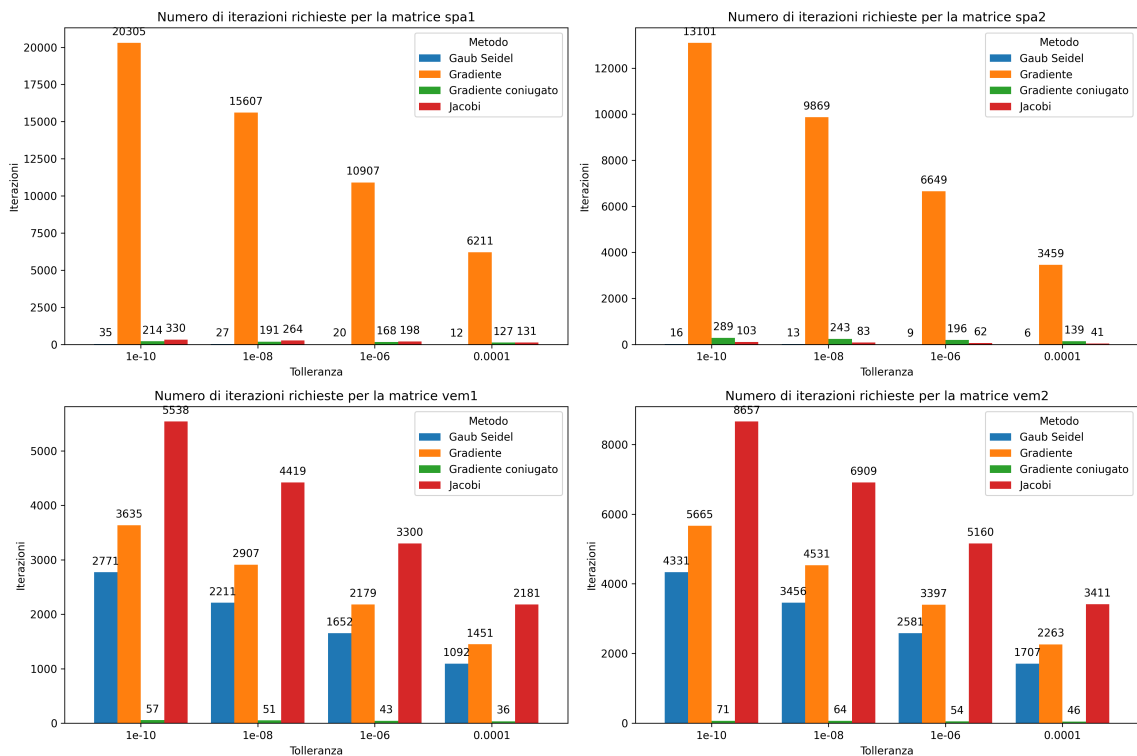 Numero di iterazioni richieste per la matrice spa1
Iterazioni
20000
17500
15000
12500
10000
7500
5000
2500
0
20305
15607
10907
6211
35
214
330
27
191
264
20
168
198
12
127
131
Metodo
Gaub Seidel
Gradiente
Gradiente coniugato
Jacobi
1e-10
1e-08
1e-06
0.0001
Tolleranza
Numero di iterazioni richieste per la matrice spa2
Iterazioni
12000
10000
8000
6000
4000
2000
0
13101
9869
6649
3459
16
289
103
13
243
83
9
196
62
6
139
41
Metodo
Gaub Seidel
Gradiente
Gradiente coniugato
Jacobi
1e-10
1e-08
1e-06
0.0001
Tolleranza
Numero di iterazioni richieste per la matrice vem1
Iterazioni
5000
4000
3000
2000
1000
0
2771
3635
57
5538
2211
2907
51
4419
1652
2179
43
3300
1092
1451
36
2181
Metodo
Gaub Seidel
Gradiente
Gradiente coniugato
Jacobi
1e-10
1e-08
1e-06
0.0001
Tolleranza
Numero di iterazioni richieste per la matrice vem2
Iterazioni
8000
6000
4000
2000
0
4331
5665
71
8657
3456
4531
64
6909
2581
3397
54
5160
1707
2263
46
3411
Metodo
Gaub Seidel
Gradiente
Gradiente coniugato
Jacobi
1e-10
1e-08
1e-06
0.0001
Tolleranza